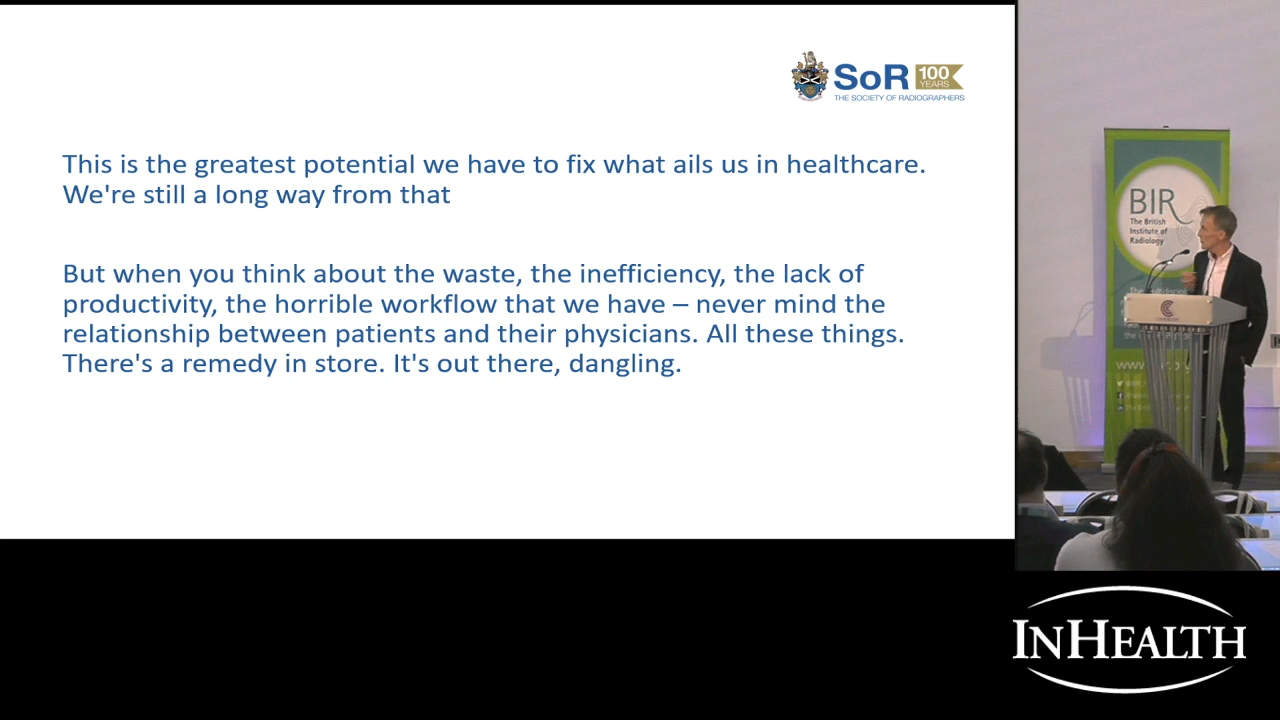 SoR
100
YEARS
THE SOCIETY OF RADIOGRAPHERS
This is the greatest potential we have to fix what ails us in healthcare.
We're still a long way from that
But when you think about the waste, the inefficiency, the lack of
productivity, the horrible workflow that we have – never mind the
relationship between patients and their physicians. All these things.
There's a remedy in store. It's out there, dangling.
BIR
The British
Institute of
Radiology
INHEALTH